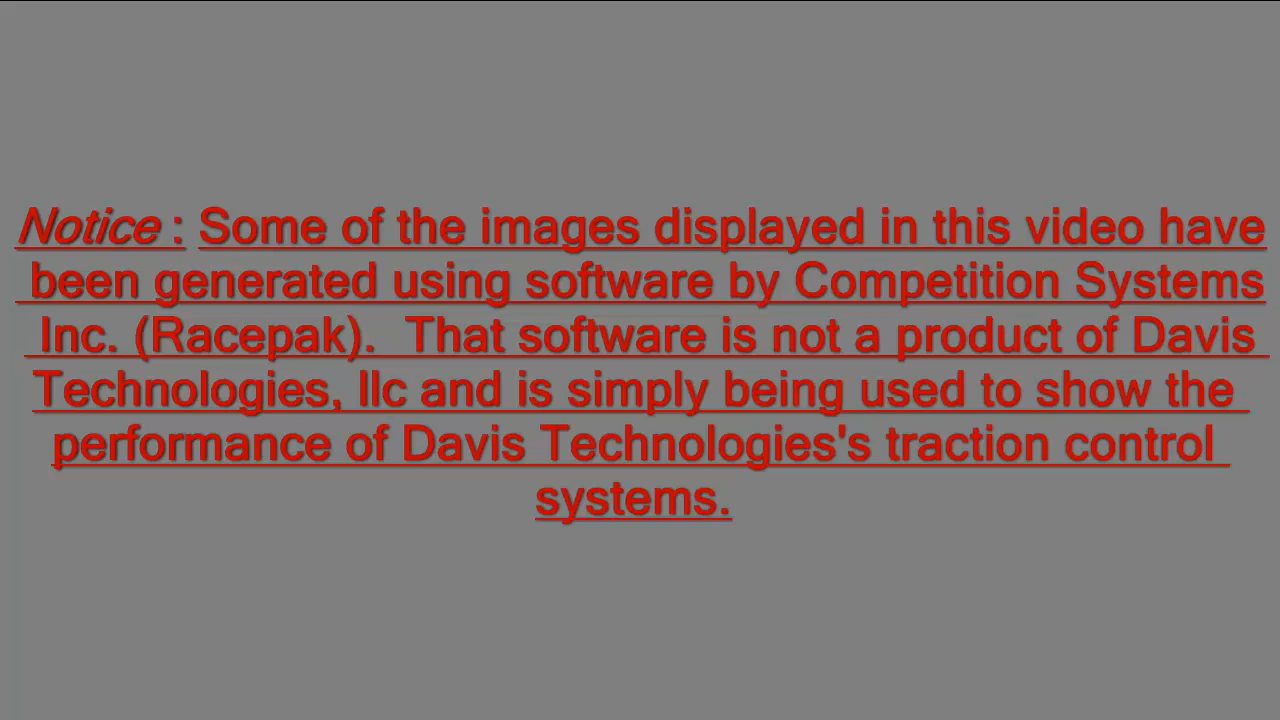 Notice : Some of the images displayed in this video have
been generated using software by Competition Systems
Inc. (Racepak).  That software is not a product of Davis
Technologies, llc and is simply being used to show the
performance of Davis Technologies's traction control
systems.